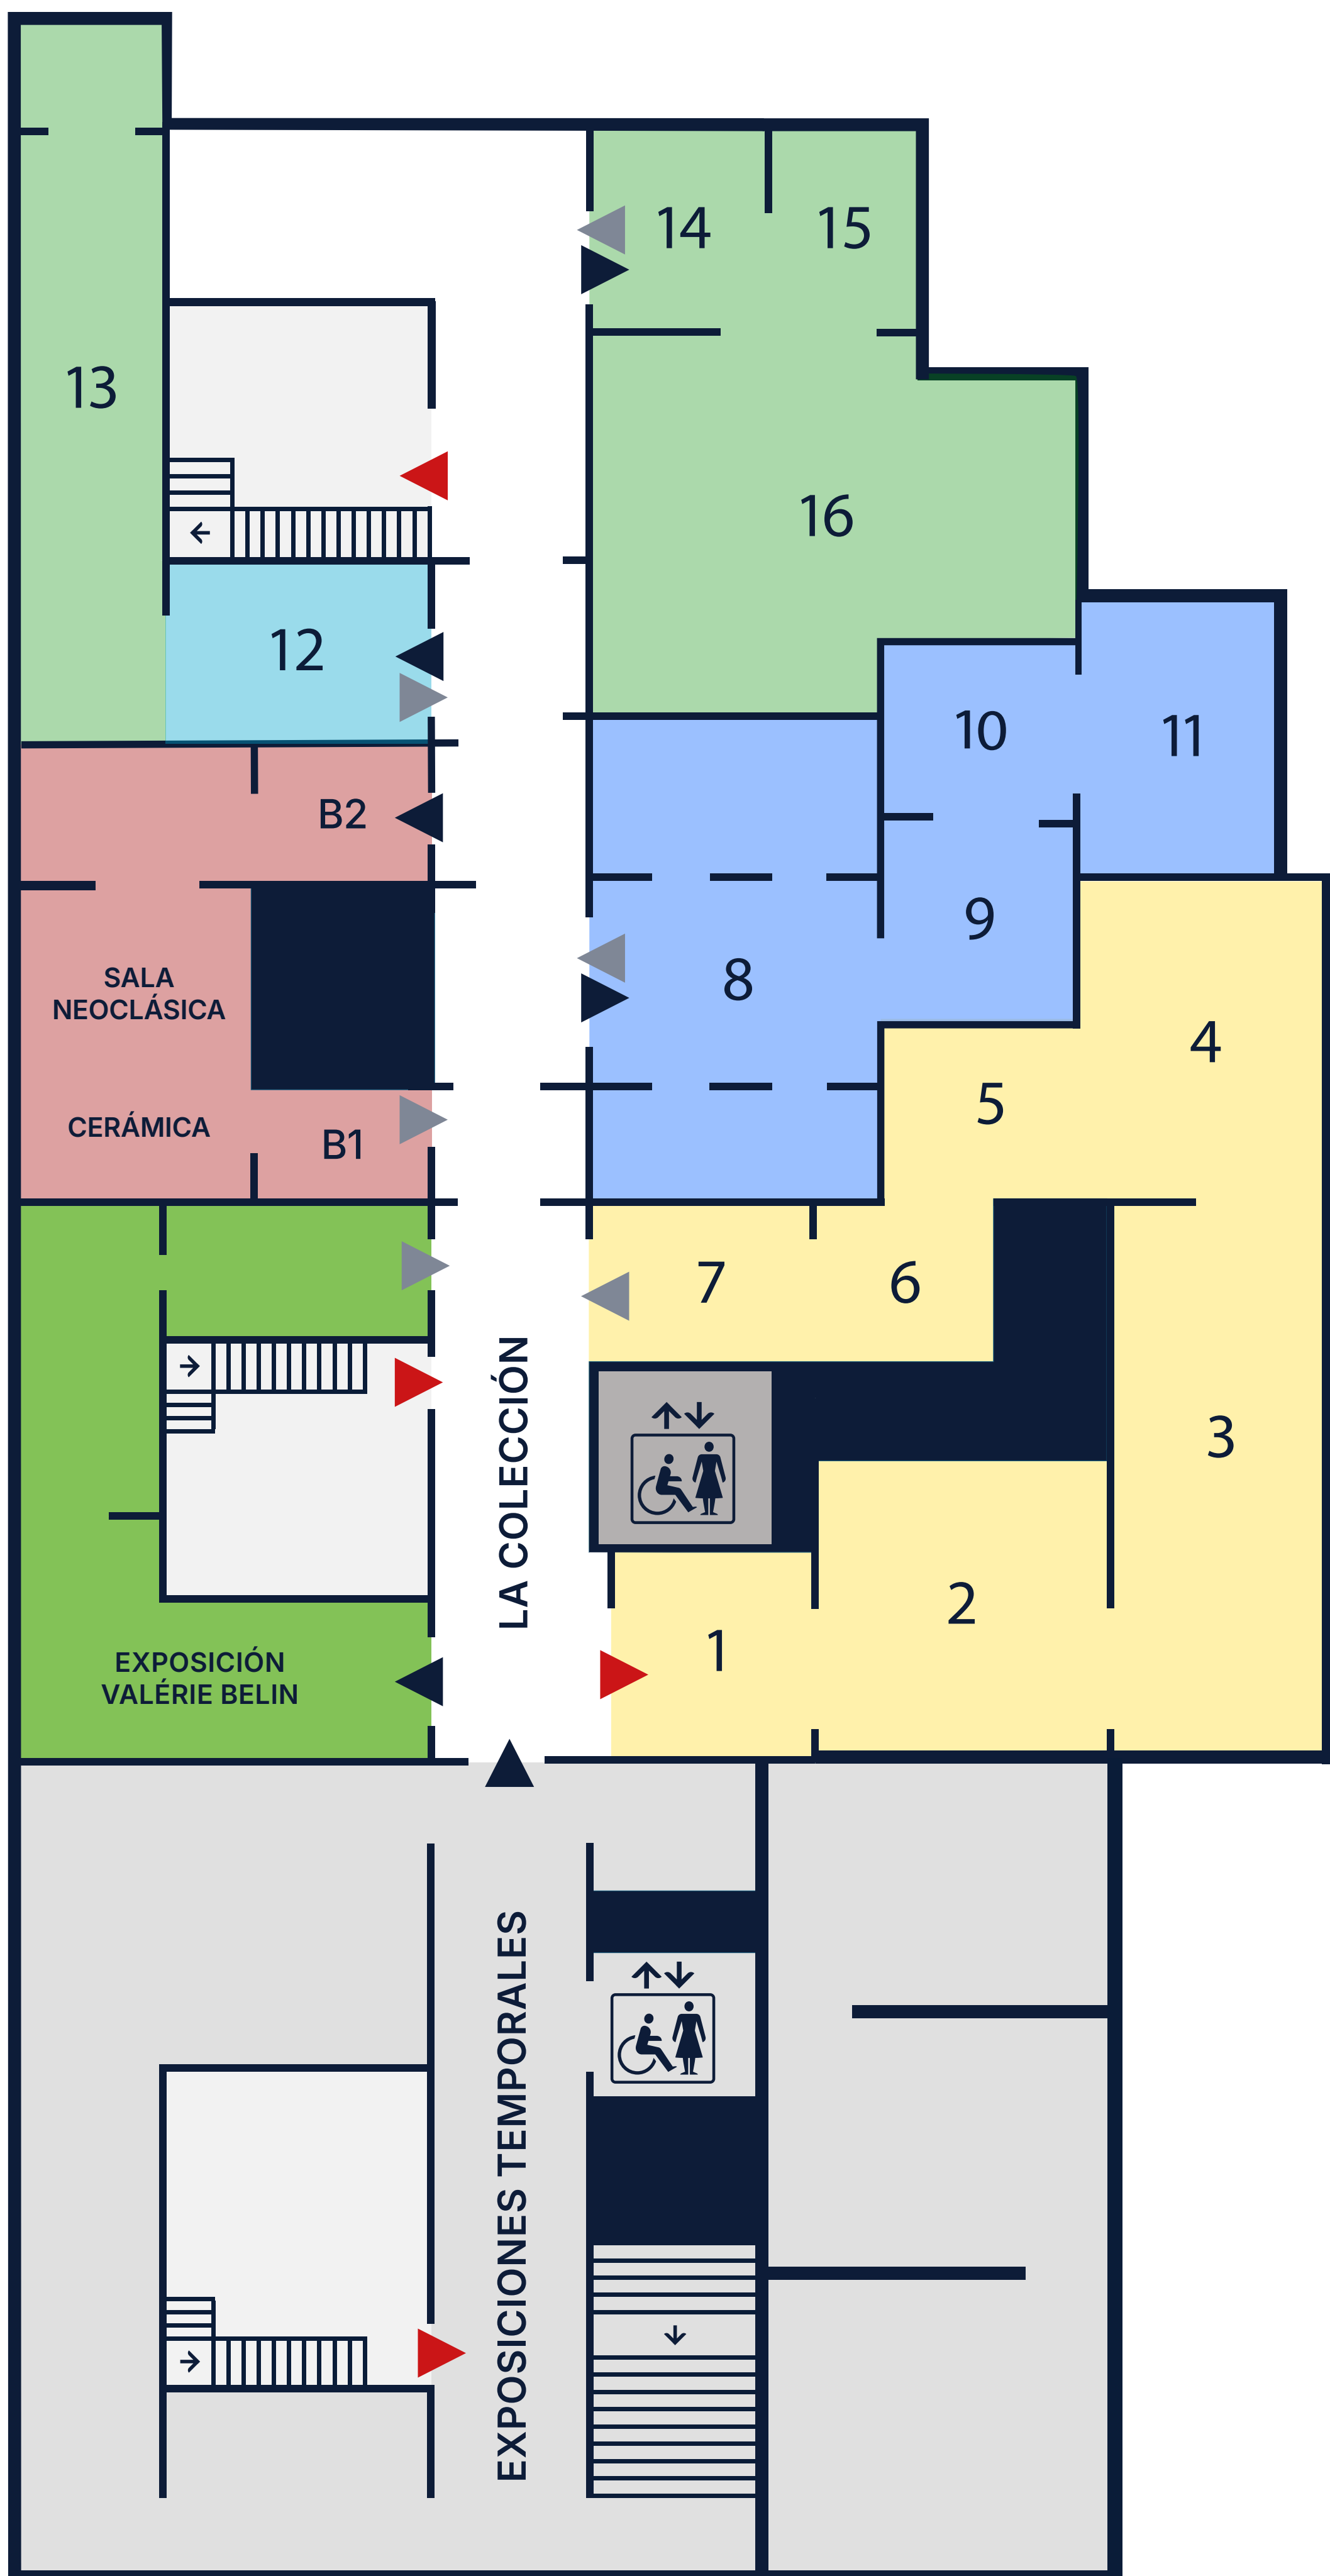 14
15
13
16
12
10
11
B2
9
8
SALA
NEOCLÁSICA
4
5
CERÁMICA
B1
7
6
LA COLECCIÓN
3
2
1
EXPOSICIÓN
VALÉRIE BELIN
EXPOSICIONES TEMPORALES